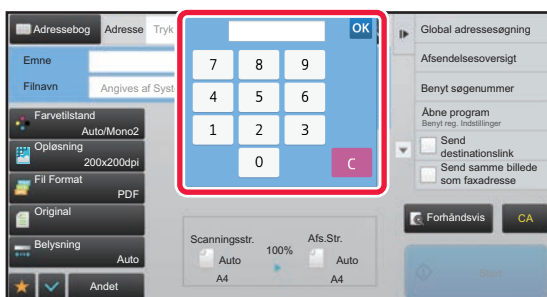 Adressebog
Adresse
Tryk
OK
Global adressesøgning
Emne
7 8 9
Afsendelsesoversigt
Filnavn
Angives af Syst
4 5 6
Benyt søgenummer
Farvetilstand
Auto/Mono2
1 2 3
Åbne program
Benyt reg. Indstillinger
Opløsning
200x200dpi
0 C
Send
destinationslink
Fil Format
PDF
Send samme billede
som faxadresse
Original
Scanningsstr.
Auto
A4
100%
Afs.Str.
Auto
A4
Forhåndsvis
CA
Belysning
Auto
Andet
Start